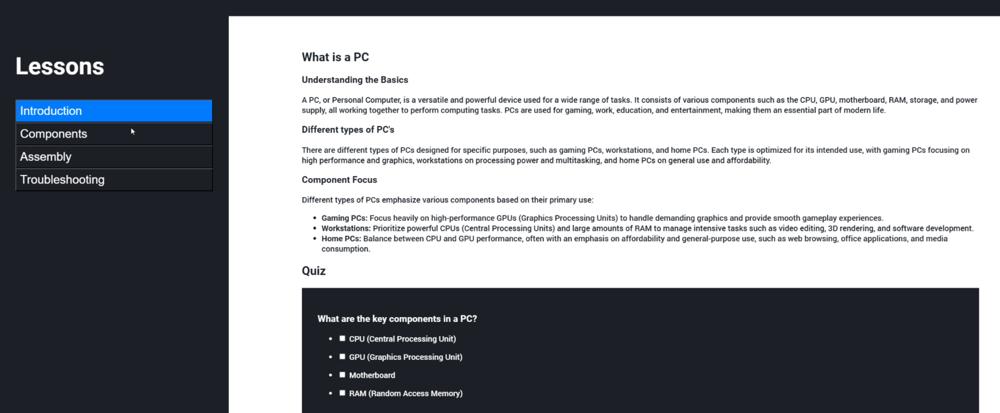 Lessons
Introduction
Components
Assembly
Troubleshooting
What is a PC
Understanding the Basics
A PC, or Personal Computer, is a versatile and powerful device used for a wide range of tasks. It consists of various components such as the CPU, GPU, motherboard, RAM, storage, and power
supply, all working together to perform computing tasks. PCs are used for gaming, work, education, and entertainment, making them an essential part of modern life.
Different types of PC's
There are different types of PCs designed for specific purposes, such as gaming PCs, workstations, and home PCs. Each type is optimized for its intended use, with gaming PCs focusing on
high performance and graphics, workstations on processing power and multitasking, and home PCs on general use and affordability.
Component Focus
Different types of PCs emphasize various components based on their primary use:
• Gaming PCs: Focus heavily on high-performance GPUs (Graphics Processing Units) to handle demanding graphics and provide smooth gameplay experiences.
• Workstations: Prioritize powerful CPUs (Central Processing Units) and large amounts of RAM to manage intensive tasks such as video editing, 3D rendering, and software development.
• Home PCs: Balance between CPU and GPU performance, often with an emphasis on affordability and general-purpose use, such as web browsing, office applications, and media
consumption.
Quiz
What are the key components in a PC?
• CPU (Central Processing Unit)
• GPU (Graphics Processing Unit)
• Motherboard
• RAM (Random Access Memory)